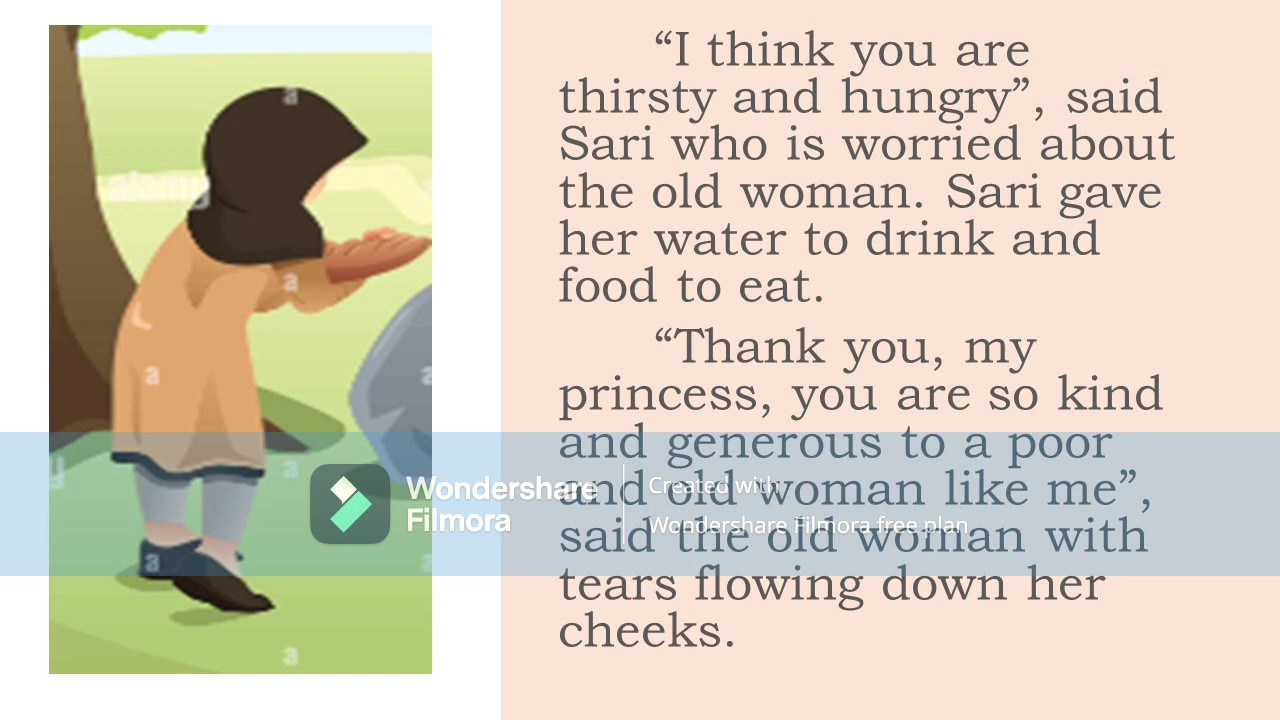 “I think you are
thirsty and hungry”, said
Sari who is worried about
the old woman. Sari gave
her water to drink and
food to eat.
“Thank you, my
princess, you are so kind
and generous to a poor
and old woman like me”,
said the old woman with
tears flowing down her
cheeks.
Wondershare
Filmora
Created with
Wondershare Filmora free plan
alamy
a
a
a
a
a
a